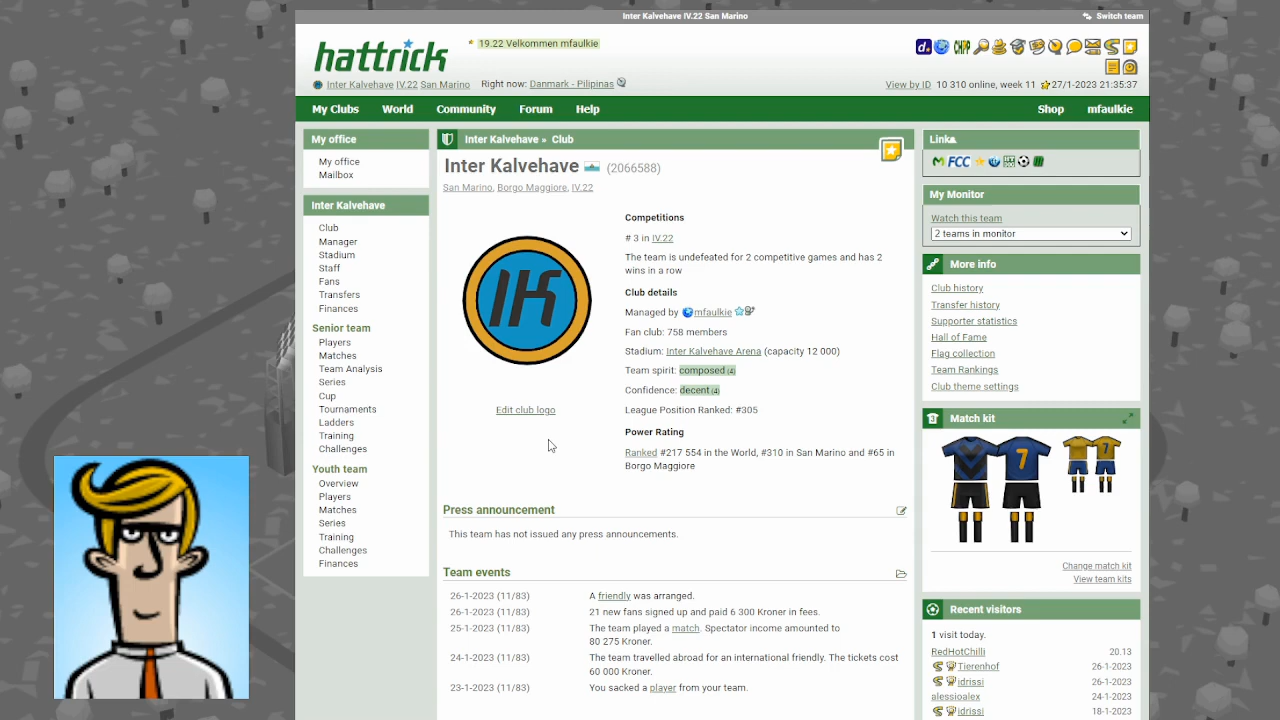 Inter Kalvehave IV.22 San Marino
Switch team
hattrick
19.22 Velkommen mfaulkie
CHPP
Inter Kalvehave IV.22 San Marino
Right now: Danmark - Pilipinas
View by ID 10 310 online, week 11 27/1-2023 21:35:37
My Clubs World Community Forum Help Shop mfaulkie
My office
My office
Mailbox
Inter Kalvehave
Club
Manager
Stadium
Staff
Fans
Transfers
Finances
Senior team
Players
Matches
Team Analysis
Series
Cup
Tournaments
Ladders
Training
Challenges
Youth team
Overview
Players
Matches
Series
Training
Challenges
Finances
Inter Kalvehave » Club
Inter Kalvehave (2066588)
San Marino, Borgo Maggiore, IV.22
IK
Edit club logo
Competitions
# 3 in IV.22
The team is undefeated for 2 competitive games and has 2
wins in a row
Club details
Managed by mfaulkie
Fan club: 758 members
Stadium: Inter Kalvehave Arena (capacity 12 000)
Team spirit: composed (4)
Confidence: decent (4)
League Position Ranked: #305
Power Rating
Ranked #217 554 in the World, #310 in San Marino and #65 in
Borgo Maggiore
Press announcement
This team has not issued any press announcements.
Team events
26-1-2023 (11/83) A friendly was arranged.
26-1-2023 (11/83) 21 new fans signed up and paid 6 300 Kroner in fees.
25-1-2023 (11/83) The team played a match. Spectator income amounted to
80 275 Kroner.
24-1-2023 (11/83) The team travelled abroad for an international friendly. The tickets cost
60 000 Kroner.
23-1-2023 (11/83) You sacked a player from your team.
Links
FCC
My Monitor
Watch this team
2 teams in monitor
More info
Club history
Transfer history
Supporter statistics
Hall of Fame
Flag collection
Team Rankings
Club theme settings
Match kit
7 7
Change match kit
View team kits
Recent visitors
1 visit today.
RedHotChilli 20.13
Tierenhof 26-1-2023
idrissi 26-1-2023
alessioalex 24-1-2023
idrissi 18-1-2023